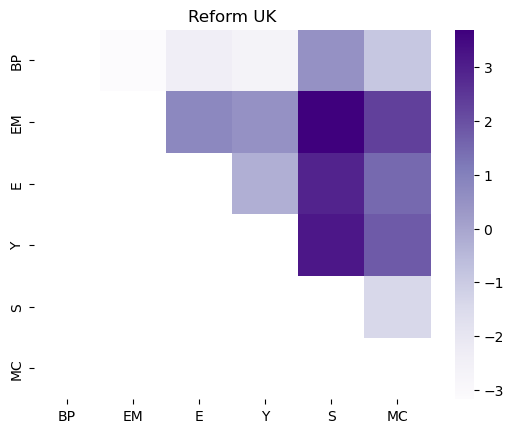 Reform UK
BP
EM
E
Y
S
MC
BP EM E Y S MC
3
2
1
0
−1
−2
−3